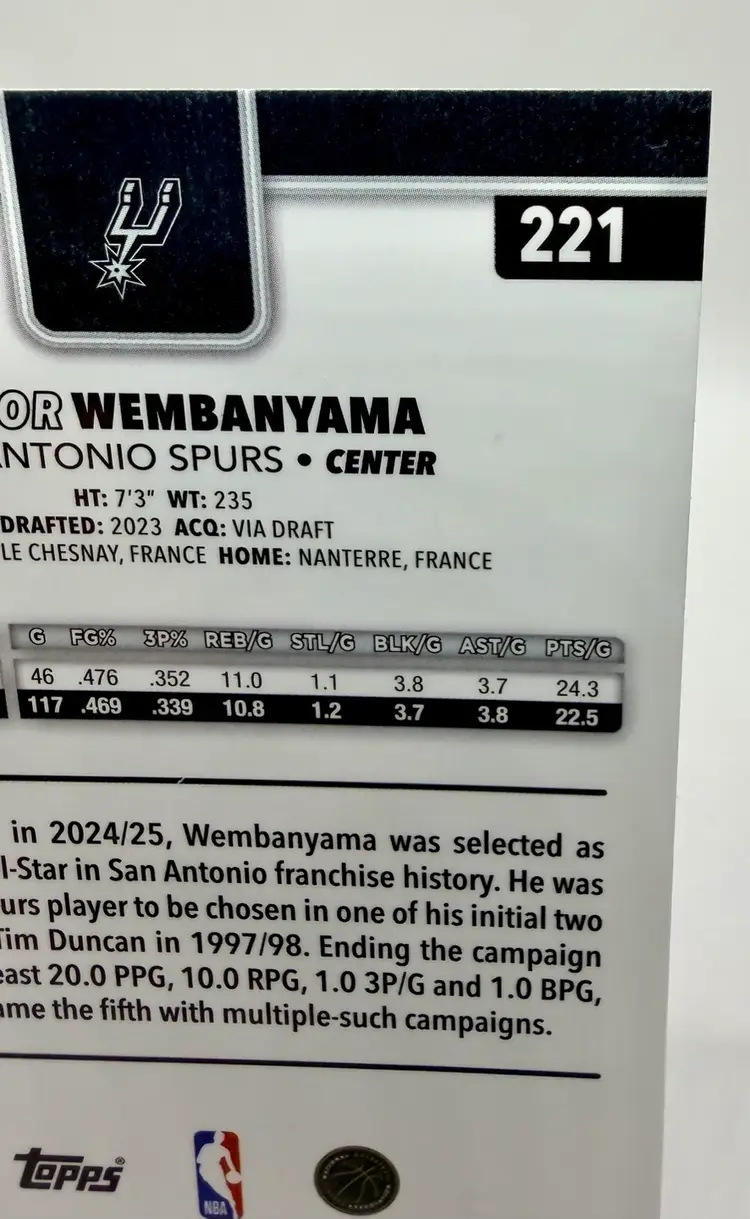 221
OR WEMBANYAMA
ANTONIO SPURS • CENTER
HT: 7'3" WT: 235
DRAFTED: 2023 ACQ: VIA DRAFT
LE CHESNAY, FRANCE HOME: NANTERRE, FRANCE
G FG% 3P% REB/G STL/G BLK/G AST/G PTS/G
46 .476 .352 11.0 1.1 3.8 3.7 24.3
117 .469 .339 10.8 1.2 3.7 3.8 22.5
in 2024/25, Wembanyama was selected as
l-Star in San Antonio franchise history. He was
urs player to be chosen in one of his initial two
Tim Duncan in 1997/98. Ending the campaign
east 20.0 PPG, 10.0 RPG, 1.0 3P/G and 1.0 BPG,
ame the fifth with multiple-such campaigns.
topps®
NBA